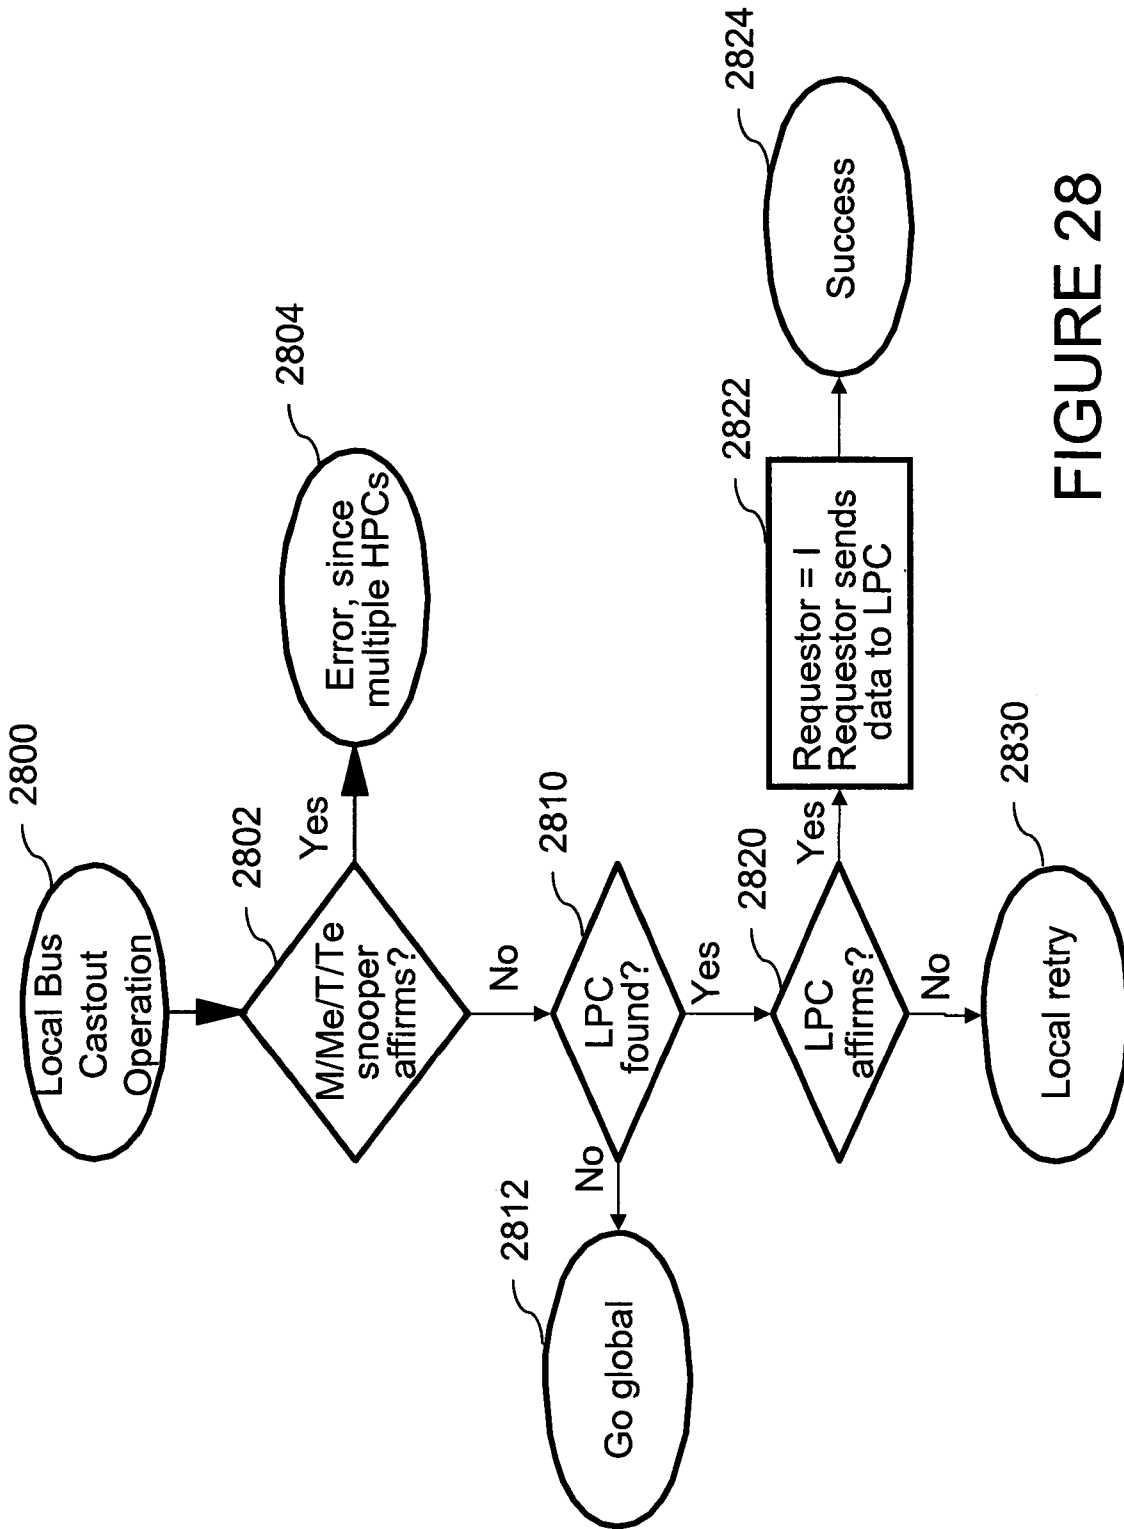 Local Bus
Castout
Operation
2800
M/Me/T/Te
snooper
affirms?
2802
Yes
Error, since
multiple HPCs
2804
No
LPC
found?
2810
No
Go global
2812
Yes
LPC
affirms?
2820
Yes
Requestor = I
Requestor sends
data to LPC
2822
Success
2824
No
Local retry
2830
FIGURE 28